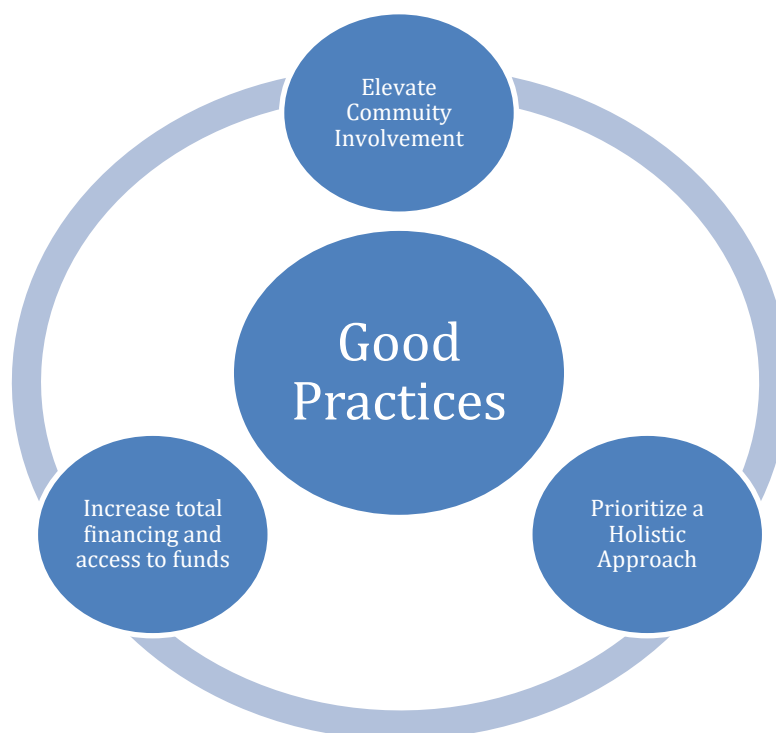 Elevate
Commuity
Involvement
Good
Practices
Increase total
financing and
access to funds
Prioritize a
Holistic
Approach